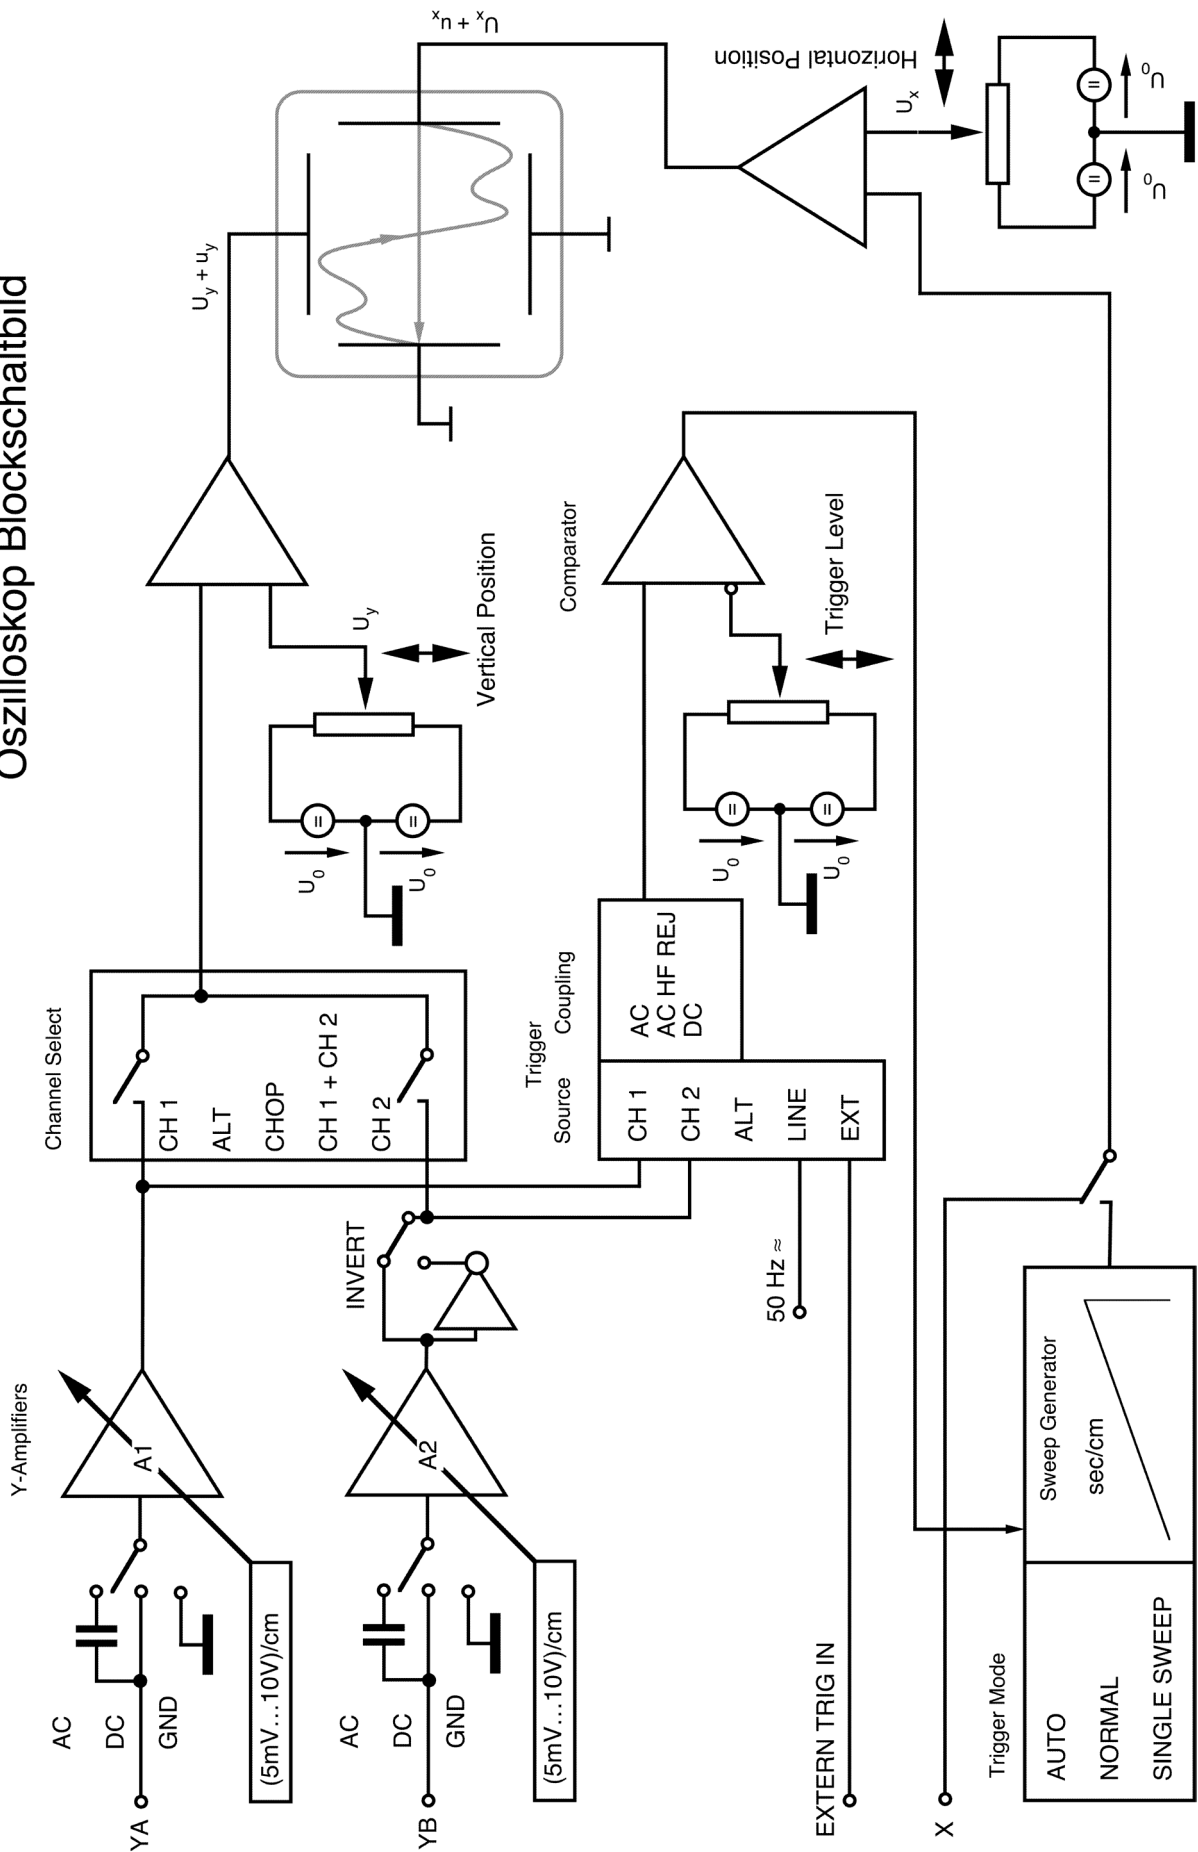 Oszilloskop Blockschaltbild
Y-Amplifiers
Channel Select
AC
DC
GND
YA
A1
(5mV…10V)/cm
CH 1
ALT
CHOP
CH 1 + CH 2
CH 2
U0
U0
Uy
Vertical Position
Uy + uy
Ux + ux
AC
DC
GND
YB
A2
(5mV…10V)/cm
INVERT
Trigger
Source
Coupling
CH 1
CH 2
ALT
LINE
EXT
AC
AC HF REJ
DC
50 Hz ≈
Comparator
U0
U0
Trigger Level
Horizontal Position
Ux
U0
U0
EXTERN TRIG IN
X
Trigger Mode
AUTO
NORMAL
SINGLE SWEEP
Sweep Generator
sec/cm